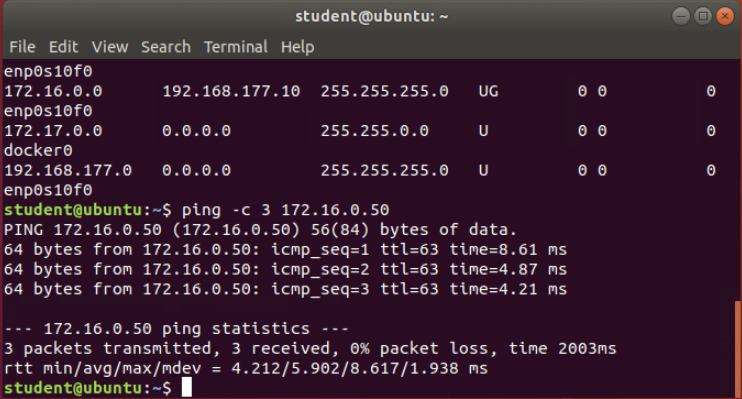 student@ubuntu: ~
File Edit View Search Terminal Help
enp0s10f0
172.16.0.0 192.168.177.10 255.255.255.0 UG 0 0 0
enp0s10f0
172.17.0.0 0.0.0.0 255.255.0.0 U 0 0 0
docker0
192.168.177.0 0.0.0.0 255.255.255.0 U 0 0 0
enp0s10f0
student@ubuntu:~$ ping -c 3 172.16.0.50
PING 172.16.0.50 (172.16.0.50) 56(84) bytes of data.
64 bytes from 172.16.0.50: icmp_seq=1 ttl=63 time=8.61 ms
64 bytes from 172.16.0.50: icmp_seq=2 ttl=63 time=4.87 ms
64 bytes from 172.16.0.50: icmp_seq=3 ttl=63 time=4.21 ms
--- 172.16.0.50 ping statistics ---
3 packets transmitted, 3 received, 0% packet loss, time 2003ms
rtt min/avg/max/mdev = 4.212/5.902/8.617/1.938 ms
student@ubuntu:~$